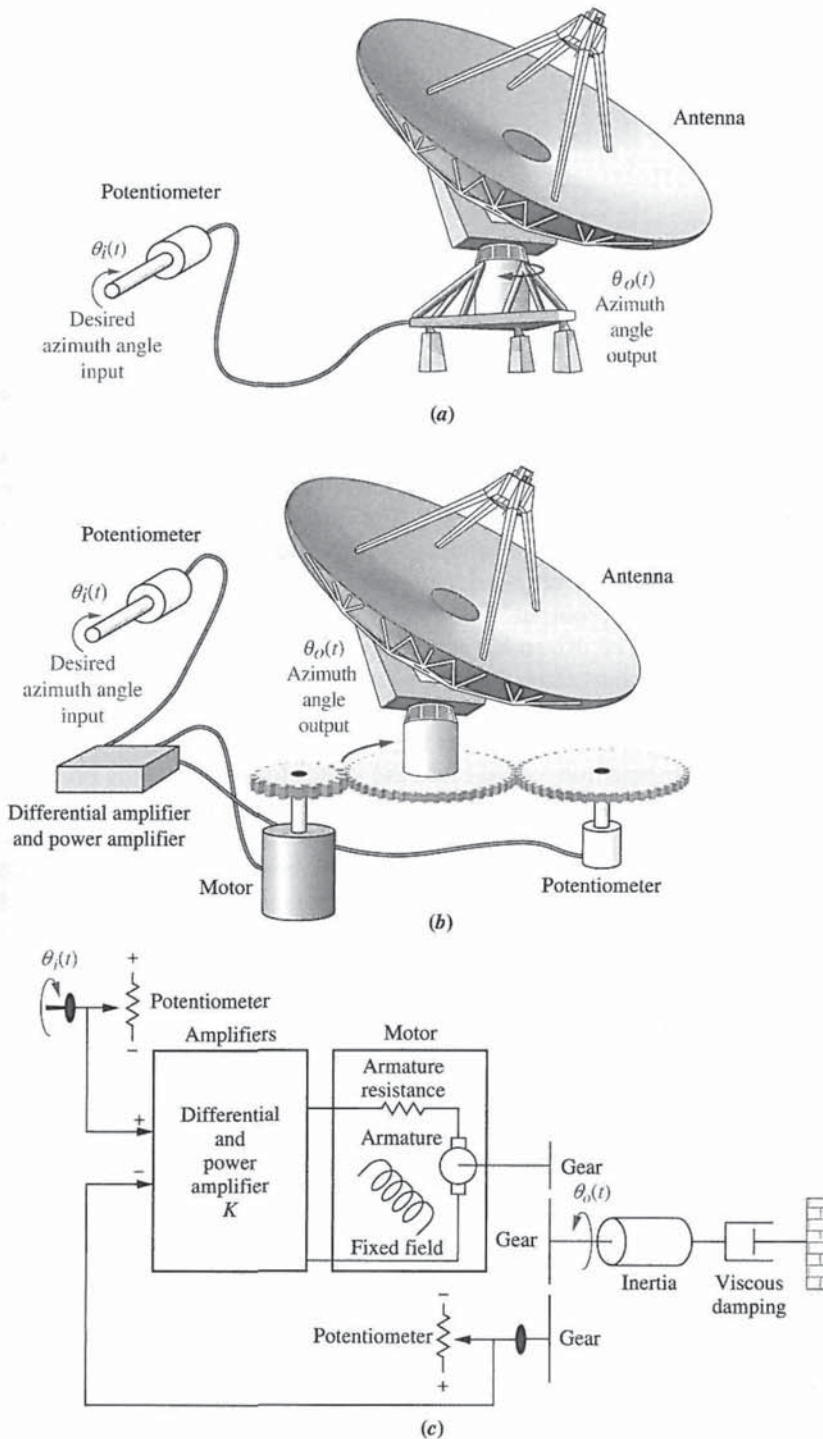 Antenna
Potentiometer
θi(t)
Desired
azimuth angle
input
θo(t)
Azimuth
angle
output
(a)
Potentiometer
θi(t)
Desired
azimuth angle
input
Antenna
θo(t)
Azimuth
angle
output
Differential amplifier
and power amplifier
Motor
Potentiometer
(b)
θi(t)
+
Potentiometer
−
Amplifiers
Motor
+
−
Differential
and
power
amplifier
K
Armature
resistance
Armature
Fixed field
Gear
Gear
θo(t)
Inertia
Viscous
damping
−
Potentiometer
+
Gear
(c)